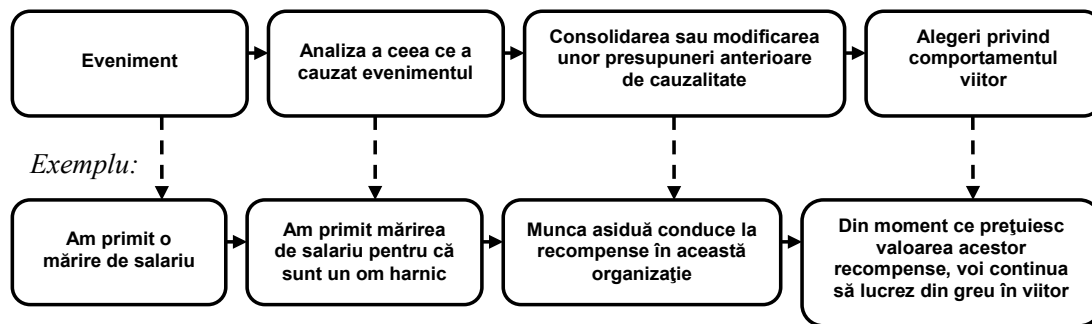 Eveniment
Analiza a ceea ce a
cauzat evenimentul
Consolidarea sau modificarea
unor presupuneri anterioare
de cauzalitate
Alegeri privind
comportamentul
viitor
Exemplu:
Am primit o
mărire de salariu
Am primit mărirea
de salariu pentru că
sunt un om harnic
Munca asiduă conduce la
recompense în această
organizaţie
Din moment ce preţuiesc
valoarea acestor
recompense, voi continua
să lucrez din greu în viitor